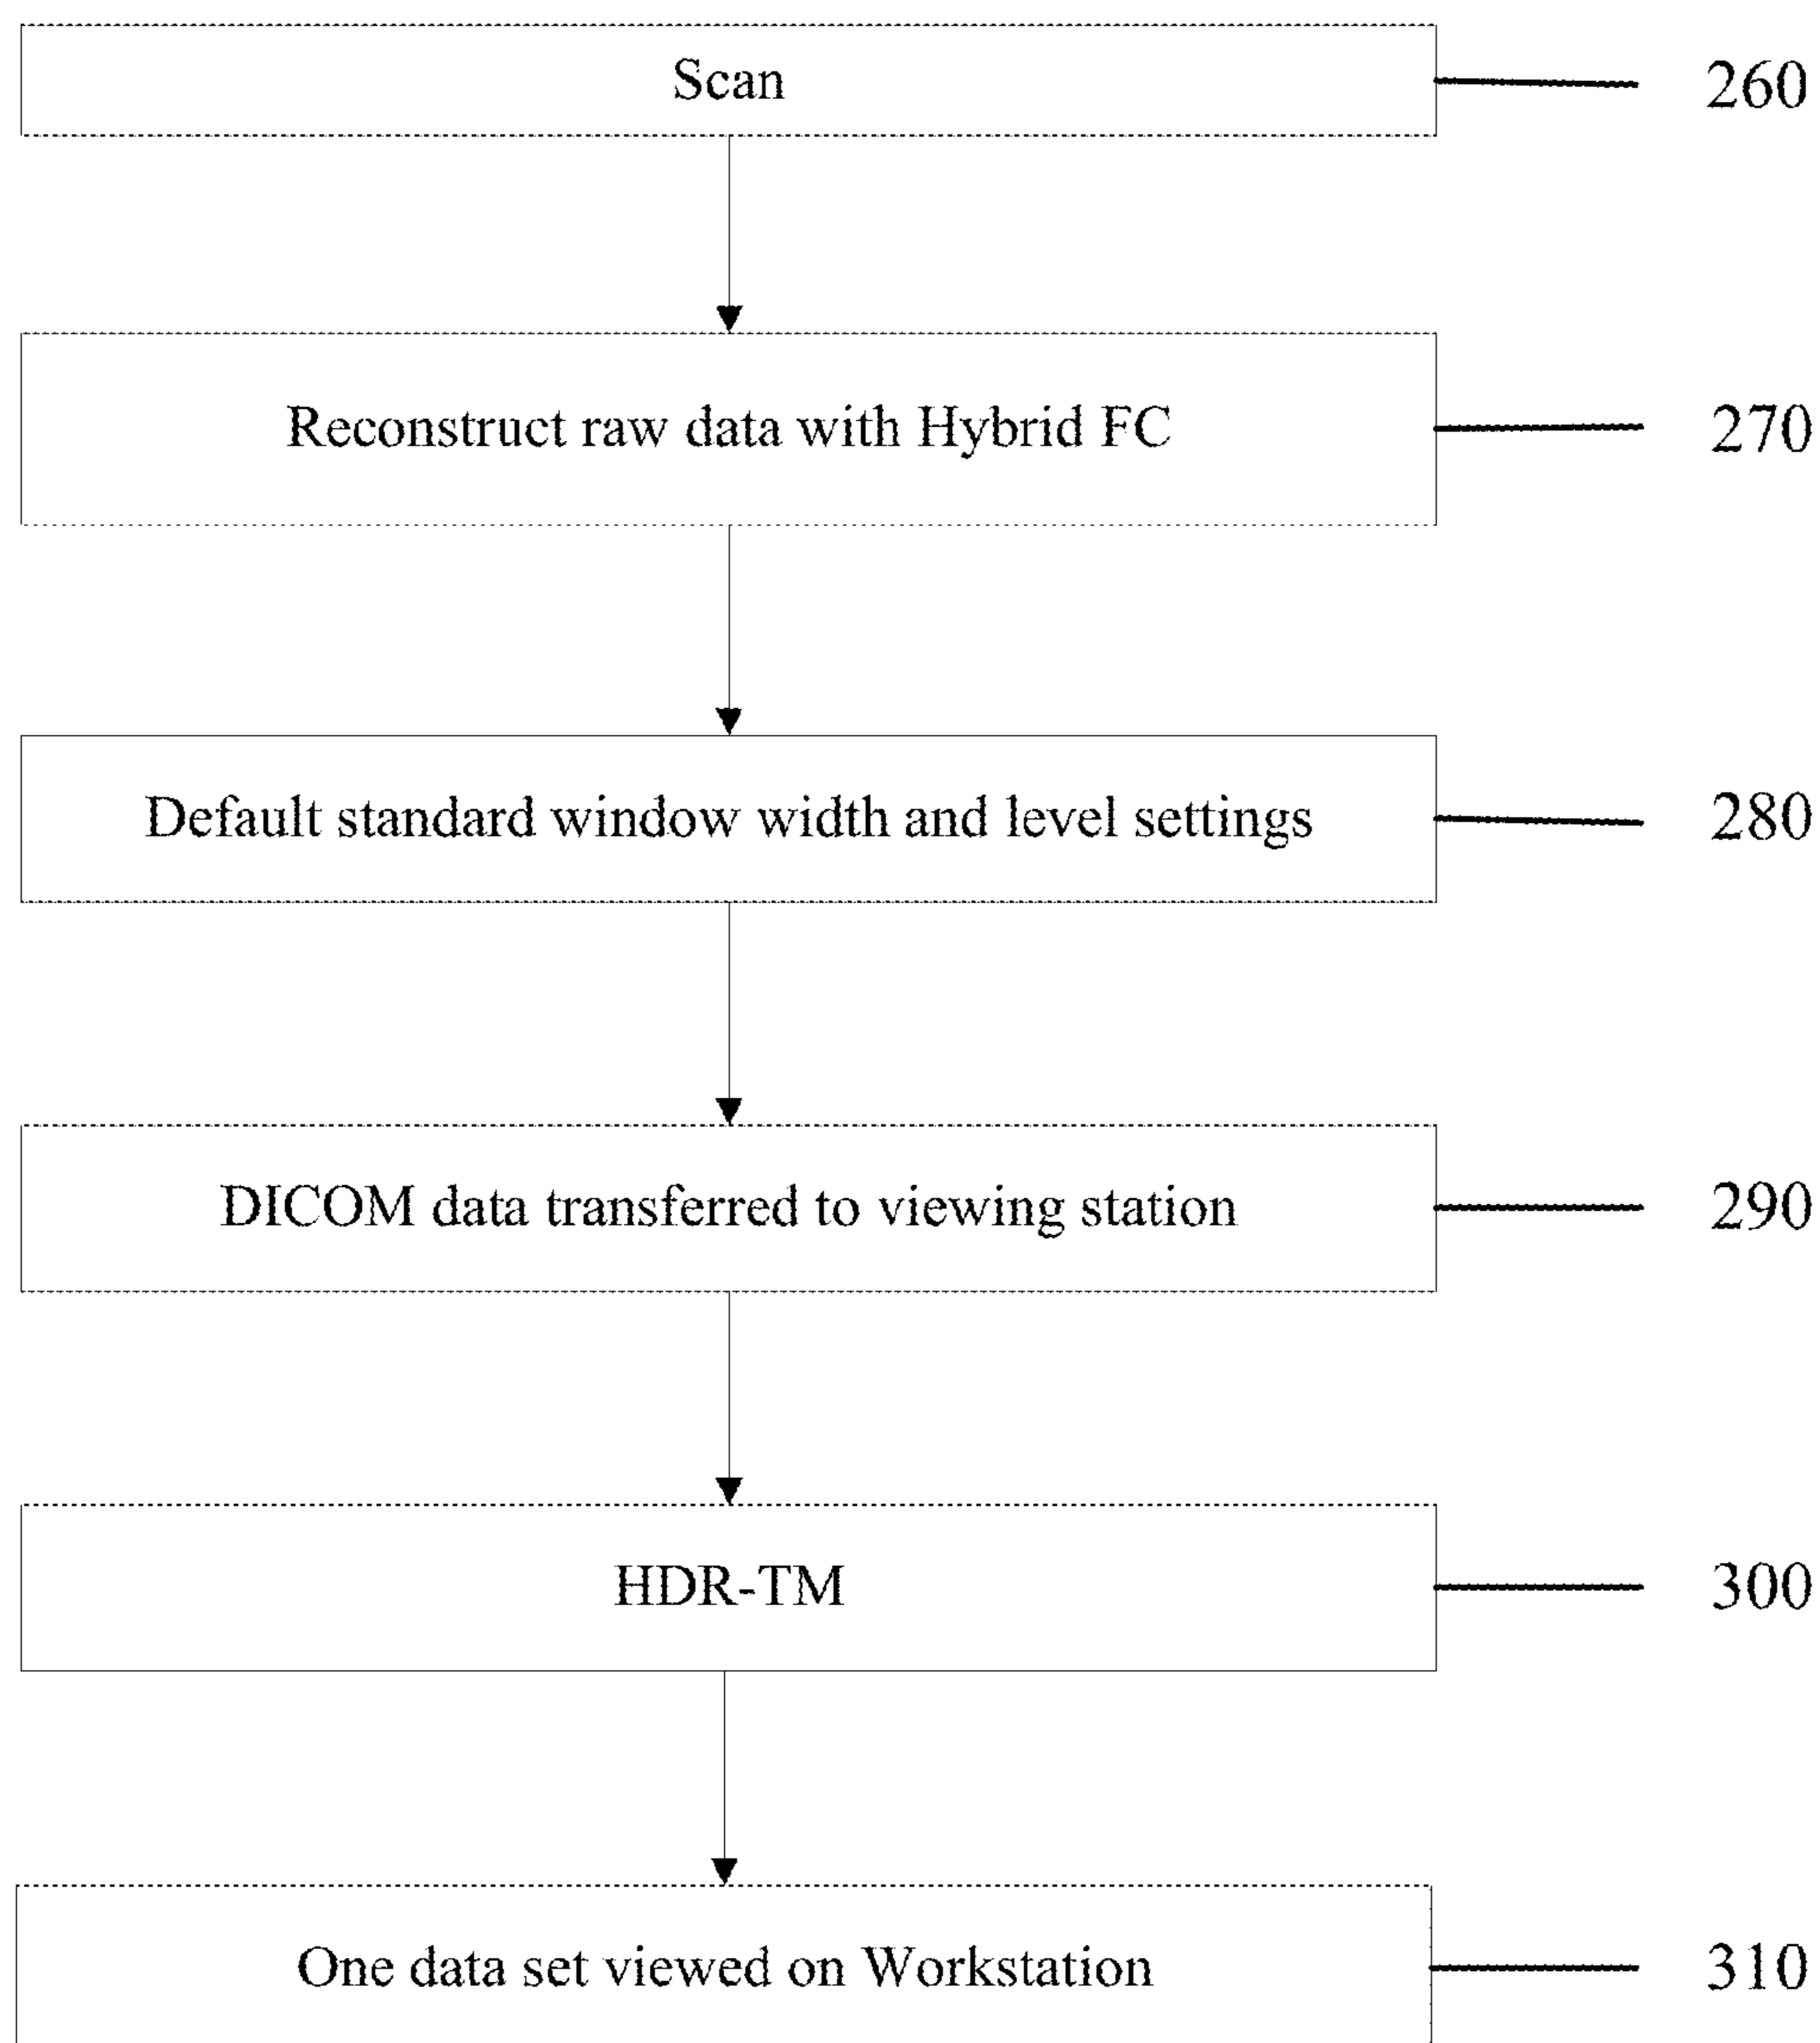 Scan
260
Reconstruct raw data with Hybrid FC
270
Default standard window width and level settings
280
DICOM data transferred to viewing station
290
HDR-TM
300
One data set viewed on Workstation
310